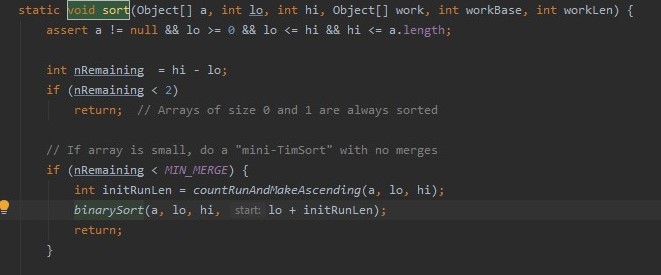 static void sort(Object[] a, int lo, int hi, Object[] work, int workBase, int workLen) {
assert a != null && lo >= 0 && lo <= hi && hi <= a.length;
int nRemaining  = hi - lo;
if (nRemaining < 2)
return;  // Arrays of size 0 and 1 are always sorted
// If array is small, do a "mini-TimSort" with no merges
if (nRemaining < MIN_MERGE) {
int initRunLen = countRunAndMakeAscending(a, lo, hi);
binarySort(a, lo, hi, start: lo + initRunLen);
return;
}